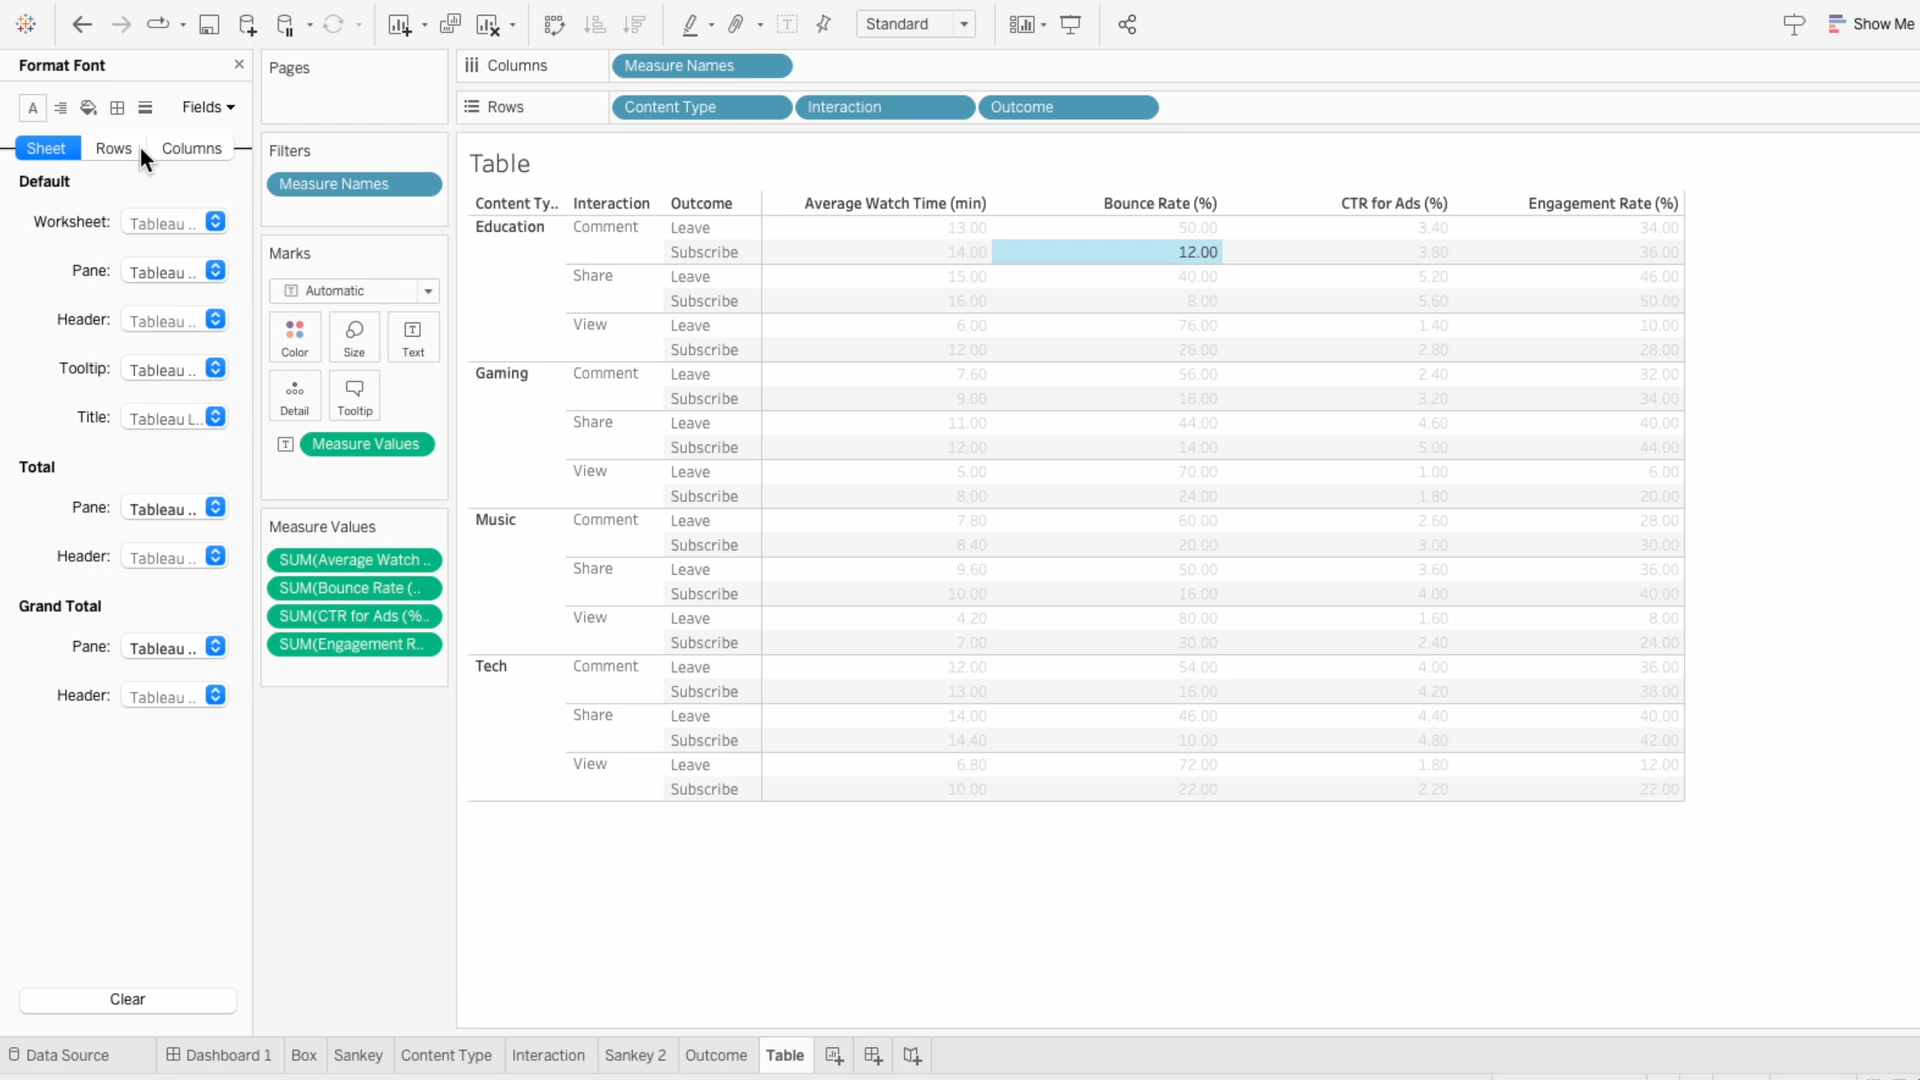 Standard
Show Me
Format Font
Fields
Sheet Rows Columns
Default
Worksheet: Tableau ..
Pane: Tableau ..
Header: Tableau ..
Tooltip: Tableau ..
Title: Tableau L..
Total
Pane: Tableau ..
Header: Tableau ..
Grand Total
Pane: Tableau ..
Header: Tableau ..
Clear
Pages
Filters
Measure Names
Marks
Automatic
Color Size Text
Detail Tooltip
Measure Values
Measure Values
SUM(Average Watch ..
SUM(Bounce Rate (..
SUM(CTR for Ads (%..
SUM(Engagement R..
Columns Measure Names
Rows Content Type Interaction Outcome
Table
Content Ty.. Interaction Outcome Average Watch Time (min) Bounce Rate (%) CTR for Ads (%) Engagement Rate (%)
Education Comment Leave 13.00 50.00 3.40 34.00
Subscribe 14.00 12.00 3.80 36.00
Share Leave 15.00 40.00 5.20 46.00
Subscribe 16.00 8.00 5.60 50.00
View Leave 6.00 76.00 1.40 10.00
Subscribe 12.00 26.00 2.80 28.00
Gaming Comment Leave 7.60 56.00 2.40 32.00
Subscribe 9.00 18.00 3.20 34.00
Share Leave 11.00 44.00 4.60 40.00
Subscribe 12.00 14.00 5.00 44.00
View Leave 5.00 70.00 1.00 6.00
Subscribe 8.00 24.00 1.80 20.00
Music Comment Leave 7.80 60.00 2.60 28.00
Subscribe 8.40 20.00 3.00 30.00
Share Leave 9.60 50.00 3.60 36.00
Subscribe 10.00 16.00 4.00 40.00
View Leave 4.20 80.00 1.60 8.00
Subscribe 7.00 30.00 2.40 24.00
Tech Comment Leave 12.00 54.00 4.00 36.00
Subscribe 13.00 16.00 4.20 38.00
Share Leave 14.00 46.00 4.40 40.00
Subscribe 14.40 10.00 4.80 42.00
View Leave 6.80 72.00 1.80 12.00
Subscribe 10.00 22.00 2.20 22.00
Data Source Dashboard 1 Box Sankey Content Type Interaction Sankey 2 Outcome Table